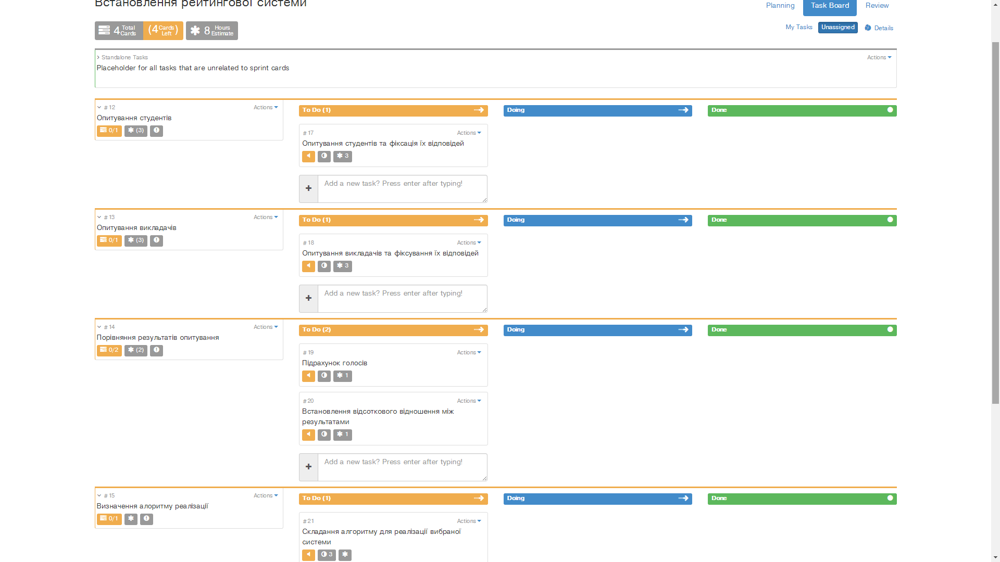 Встановлення рейтингової системи
Planning
Task Board
Review
4 Total Cards
(4 Cards Left)
8 Hours Estimate
My Tasks
Unassigned
Details
Standalone Tasks
Actions
Placeholder for all tasks that are unrelated to sprint cards
# 12
Actions
Опитування студентів
0/1
(3)
To Do (1)
Doing
Done
# 17
Actions
Опитування студентів та фіксація їх відповідей
3
Add a new task? Press enter after typing!
# 13
Actions
Опитування викладачів
0/1
(3)
To Do (1)
Doing
Done
# 18
Actions
Опитування викладачів та фіксування їх відповідей
3
Add a new task? Press enter after typing!
# 14
Actions
Порівняння результатів опитування
0/2
(2)
To Do (2)
Doing
Done
# 19
Actions
Підрахунок голосів
1
# 20
Actions
Встановлення відсоткового відношення між
результатами
1
Add a new task? Press enter after typing!
# 15
Actions
Визначення алоритму реалізації
0/1
To Do (1)
Doing
Done
# 21
Actions
Складання алгоритму для реалізації вибраної
системи
3